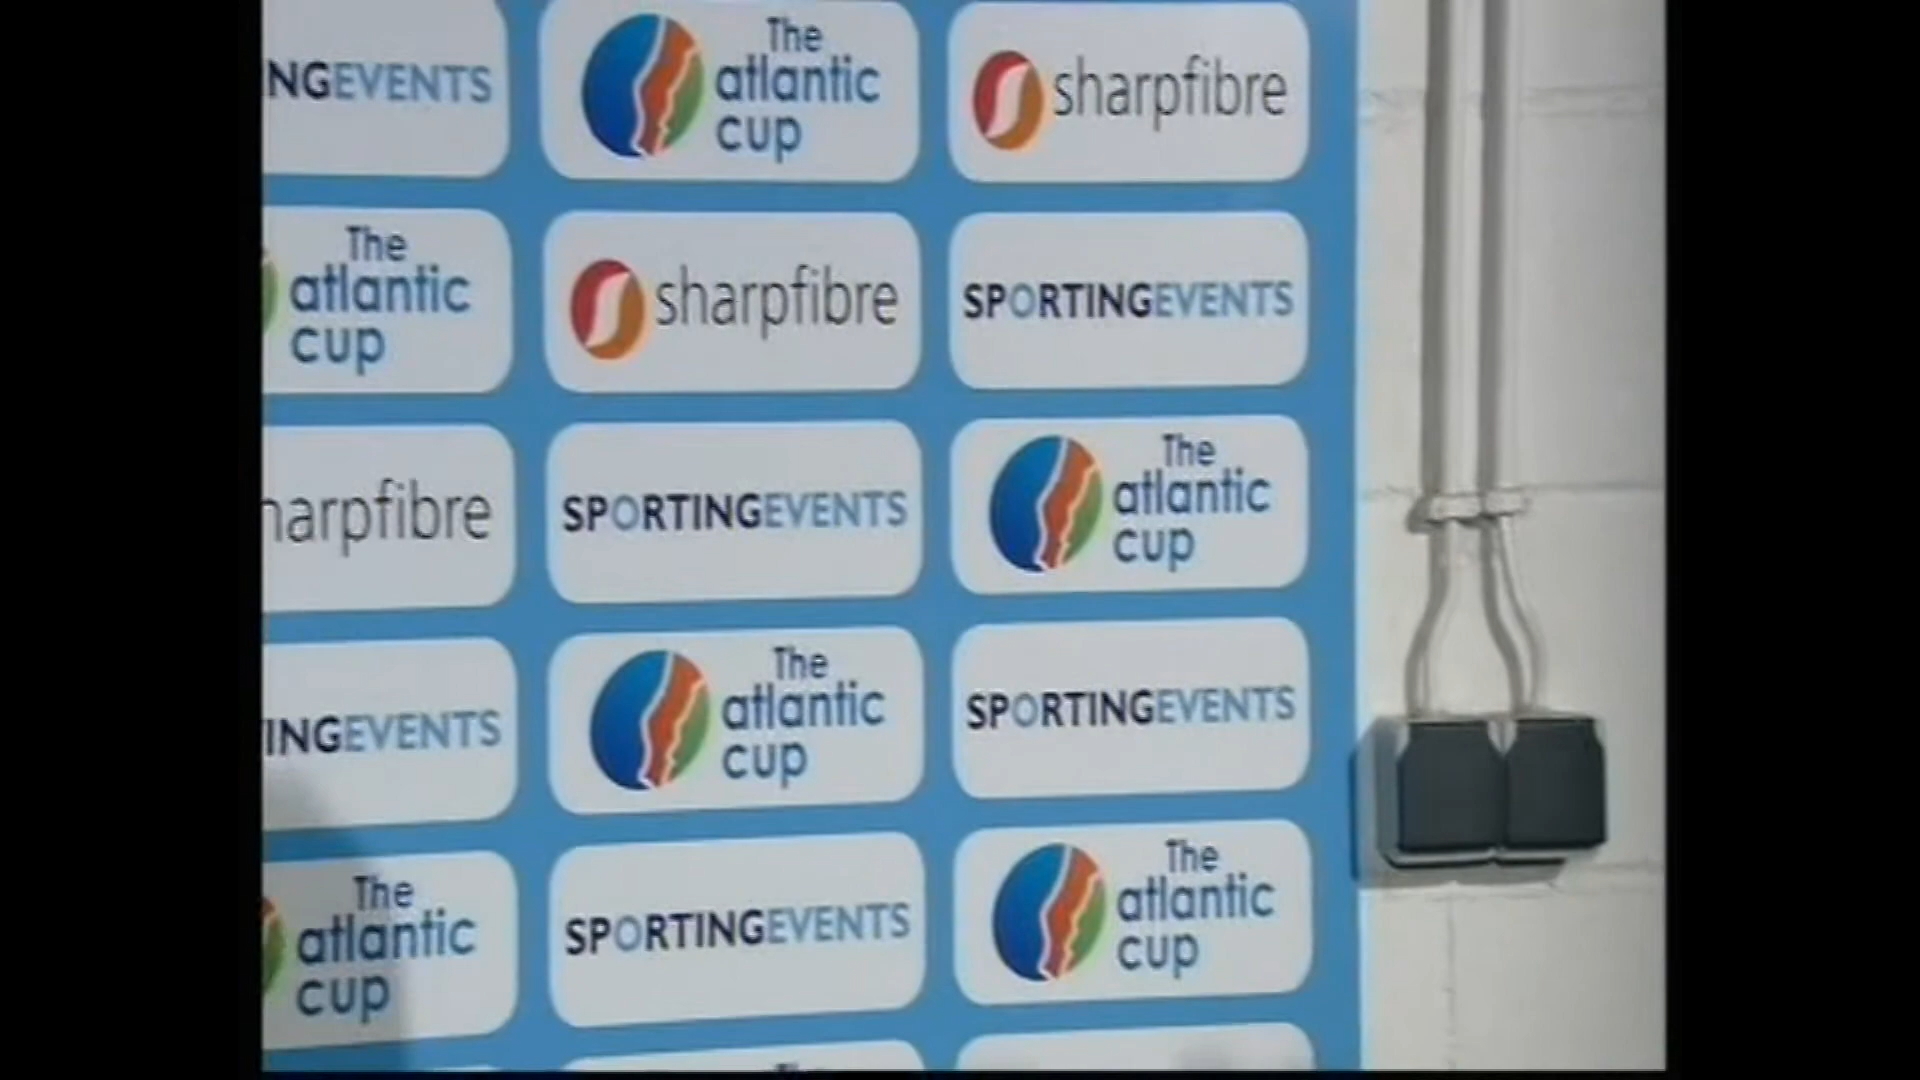 NGEVENTS
The
atlantic
cup
sharpfibre
The
atlantic
cup
sharpfibre
SPORTINGEVENTS
harpfibre
SPORTINGEVENTS
The
atlantic
cup
INGEVENTS
The
atlantic
cup
SPORTINGEVENTS
The
atlantic
cup
SPORTINGEVENTS
The
atlantic
cup